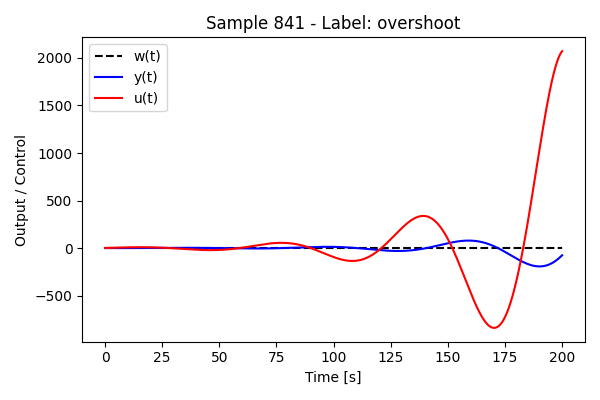 Sample 841 - Label: overshoot
w(t)
y(t)
u(t)
Output / Control
2000
1500
1000
500
0
−500
0 25 50 75 100 125 150 175 200
Time [s]